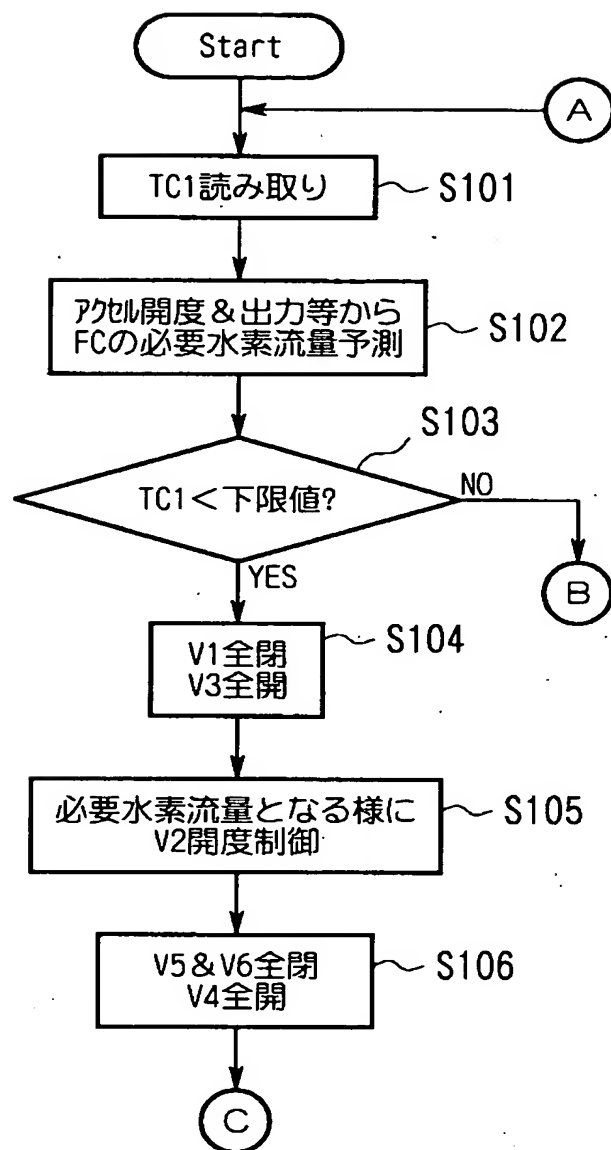 Start
A
TC1読み取り
S101
アクセル開度&出力等から
FCの必要水素流量予測
S102
S103
TC1<下限値?
NO
B
YES
S104
V1全閉
V3全開
必要水素流量となる様に
V2開度制御
S105
V5&V6全閉
V4全開
S106
C